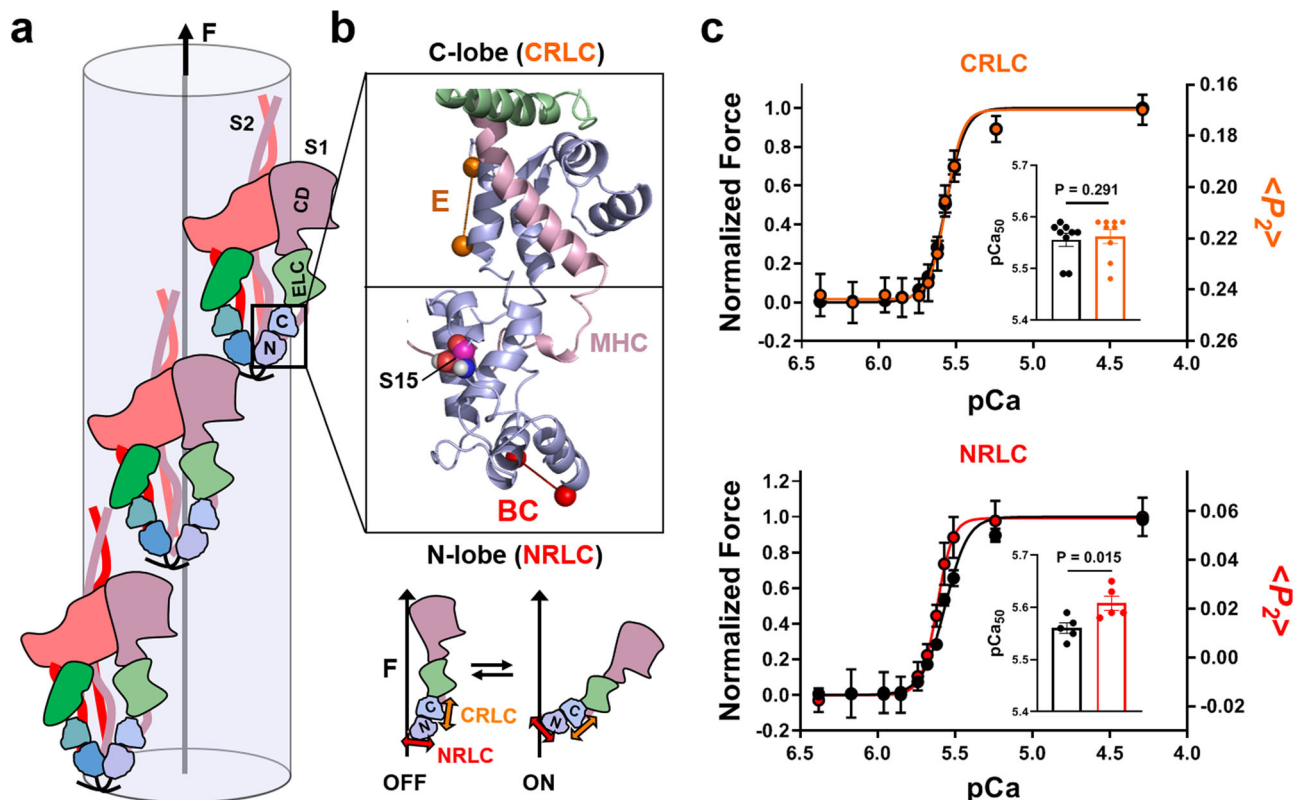 a
F
S2
S1
CD
ELC
C
N
b
C-lobe (CRLC)
E
MHC
S15
BC
N-lobe (NRLC)
F
C
N
CRLC
NRLC
OFF
C
N
ON
c
CRLC
Normalized Force
1.0
0.8
0.6
0.4
0.2
0.0
-0.2
6.5 6.0 5.5 5.0 4.5 4.0
pCa
0.16
0.18
0.20
0.22
0.24
0.26
<P2>
5.7
5.6
5.5
5.4
pCa50
P = 0.291
NRLC
Normalized Force
1.2
1.0
0.8
0.6
0.4
0.2
0.0
-0.2
6.5 6.0 5.5 5.0 4.5 4.0
pCa
0.06
0.04
0.02
0.00
-0.02
<P2>
5.7
5.6
5.5
5.4
pCa50
P = 0.015